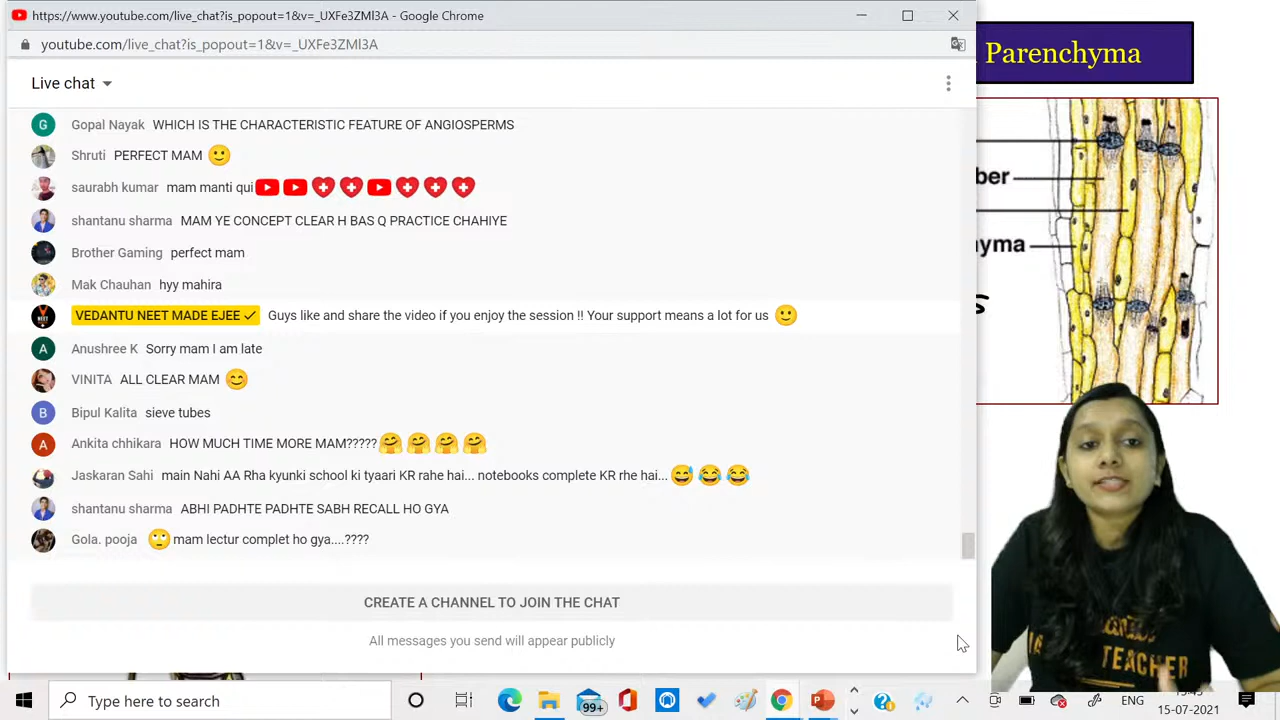 https://www.youtube.com/live_chat?is_popout=1&v=_UXFe3ZMl3A - Google Chrome
youtube.com/live_chat?is_popout=1&v=_UXFe3ZMl3A
Parenchyma
Live chat
G Gopal Nayak WHICH IS THE CHARACTERISTIC FEATURE OF ANGIOSPERMS
Shruti PERFECT MAM
saurabh kumar mam manti qui
ber
shantanu sharma MAM YE CONCEPT CLEAR H BAS Q PRACTICE CHAHIYE
yma
Brother Gaming perfect mam
Mak Chauhan hyy mahira
VEDANTU NEET MADE EJEE Guys like and share the video if you enjoy the session !! Your support means a lot for us
A Anushree K Sorry mam I am late
VINITA ALL CLEAR MAM
B Bipul Kalita sieve tubes
A Ankita chhikara HOW MUCH TIME MORE MAM?????
Jaskaran Sahi main Nahi AA Rha kyunki school ki tyaari KR rahe hai... notebooks complete KR rhe hai...
shantanu sharma ABHI PADHTE PADHTE SABH RECALL HO GYA
Gola. pooja mam lectur complet ho gya....????
CREATE A CHANNEL TO JOIN THE CHAT
All messages you send will appear publicly
TEACHER
Type here to search
99+
ENG
15-07-2021